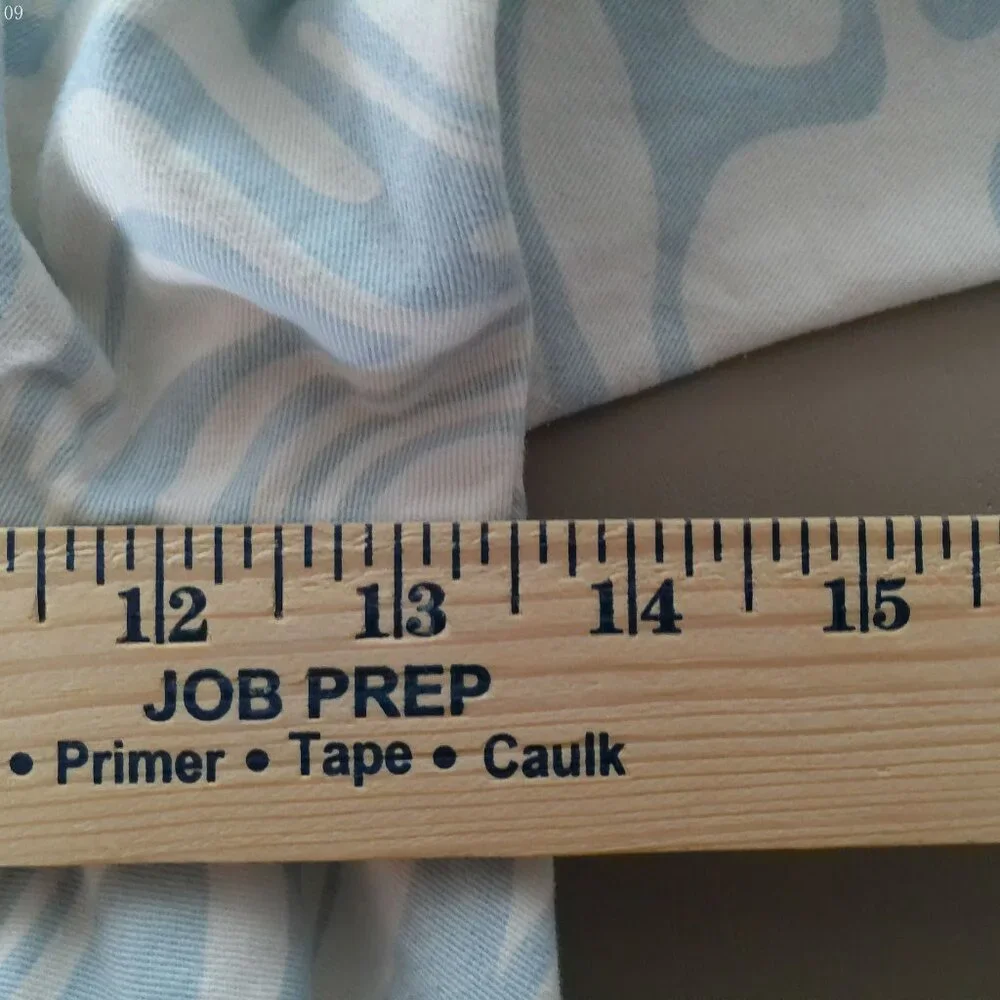 09
12 13 14 15
JOB PREP
• Primer • Tape • Caulk